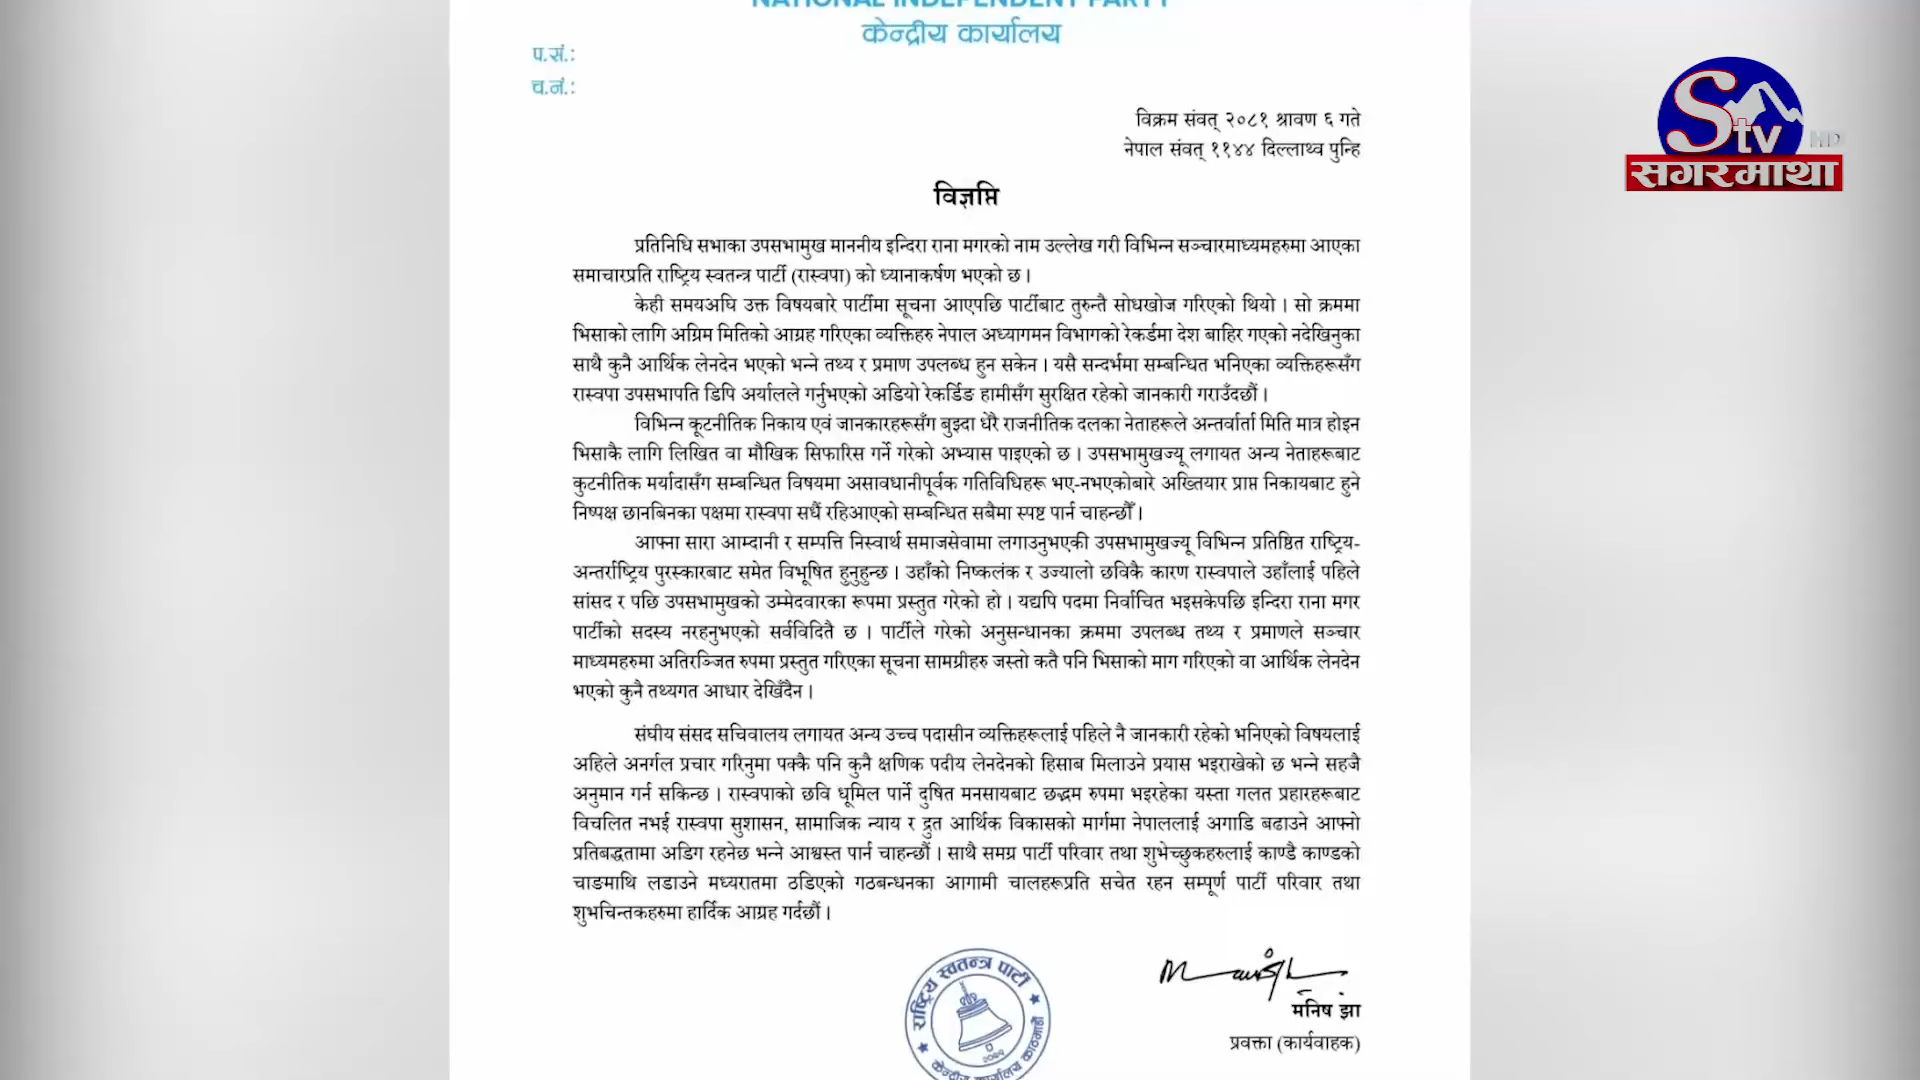 NATIONAL INDEPENDENT PARTY
केन्द्रीय कार्यालय
प.सं.:
च.नं.:
विक्रम संवत् २०८१ श्रावण ६ गते
नेपाल संवत् ११४४ दिल्लाथ्व पुन्हि
विज्ञप्ति
प्रतिनिधि सभाका उपसभामुख माननीय इन्दिरा राना मगरको नाम उल्लेख गरी विभिन्न सञ्चारमाध्यमहरुमा आएका
समाचारप्रति राष्ट्रिय स्वतन्त्र पार्टी (रास्वपा) को ध्यानाकर्षण भएको छ ।
केही समयअघि उक्त विषयबारे पार्टीमा सूचना आएपछि पार्टीबाट तुरुन्तै सोधखोज गरिएको थियो । सो क्रममा
भिसाको लागि अग्रिम मितिको आग्रह गरिएका व्यक्तिहरु नेपाल अध्यागमन विभागको रेकर्डमा देश बाहिर गएको नदेखिनुका
साथै कुनै आर्थिक लेनदेन भएको भन्ने तथ्य र प्रमाण उपलब्ध हुन सकेन । यसै सन्दर्भमा सम्बन्धित भनिएका व्यक्तिहरूसँग
रास्वपा उपसभापति डिपि अर्यालले गर्नुभएको अडियो रेकर्डिङ हामीसँग सुरक्षित रहेको जानकारी गराउँदछौं ।
विभिन्न कूटनीतिक निकाय एवं जानकारहरूसँग बुझ्दा धेरै राजनीतिक दलका नेताहरूले अन्तर्वार्ता मिति मात्र होइन
भिसाकै लागि लिखित वा मौखिक सिफारिस गर्ने गरेको अभ्यास पाइएको छ । उपसभामुखज्यू लगायत अन्य नेताहरूबाट
कुटनीतिक मर्यादासँग सम्बन्धित विषयमा असावधानीपूर्वक गतिविधिहरू भए-नभएकोबारे अख्तियार प्राप्त निकायबाट हुने
निष्पक्ष छानबिनका पक्षमा रास्वपा सधैं रहिआएको सम्बन्धित सबैमा स्पष्ट पार्न चाहन्छौँ ।
आफ्ना सारा आम्दानी र सम्पत्ति निस्वार्थ समाजसेवामा लगाउनुभएकी उपसभामुखज्यू विभिन्न प्रतिष्ठित राष्ट्रिय-
अन्तर्राष्ट्रिय पुरस्कारबाट समेत विभूषित हुनुहुन्छ । उहाँको निष्कलंक र उज्यालो छविकै कारण रास्वपाले उहाँलाई पहिले
सांसद र पछि उपसभामुखको उम्मेदवारका रूपमा प्रस्तुत गरेको हो । यद्यपि पदमा निर्वाचित भइसकेपछि इन्दिरा राना मगर
पार्टीको सदस्य नरहनुभएको सर्वविदितै छ । पार्टीले गरेको अनुसन्धानका क्रममा उपलब्ध तथ्य र प्रमाणले सञ्चार
माध्यमहरुमा अतिरञ्जित रुपमा प्रस्तुत गरिएका सूचना सामग्रीहरु जस्तो कतै पनि भिसाको माग गरिएको वा आर्थिक लेनदेन
भएको कुनै तथ्यगत आधार देखिँदैन ।
संघीय संसद सचिवालय लगायत अन्य उच्च पदासीन व्यक्तिहरूलाई पहिले नै जानकारी रहेको भनिएको विषयलाई
अहिले अनर्गल प्रचार गरिनुमा पक्कै पनि कुनै क्षणिक पदीय लेनदेनको हिसाब मिलाउने प्रयास भइराखेको छ भन्ने सहजै
अनुमान गर्न सकिन्छ । रास्वपाको छवि धूमिल पार्ने दुषित मनसायबाट छद्धम रुपमा भइरहेका यस्ता गलत प्रहारहरूबाट
विचलित नभई रास्वपा सुशासन, सामाजिक न्याय र द्रुत आर्थिक विकासको मार्गमा नेपाललाई अगाडि बढाउने आफ्नो
प्रतिबद्धतामा अडिग रहनेछ भन्ने आश्वस्त पार्न चाहन्छौं । साथै समग्र पार्टी परिवार तथा शुभेच्छुकहरुलाई काण्डै काण्डको
चाङमाथि लडाउने मध्यरातमा ठडिएको गठबन्धनका आगामी चालहरूप्रति सचेत रहन सम्पूर्ण पार्टी परिवार तथा
शुभचिन्तकहरुमा हार्दिक आग्रह गर्दछौं ।
राष्ट्रिय स्वतन्त्र पार्टी
२०७९
केन्द्रीय कार्यालय काठमाडौं
मनिष झा
प्रवक्ता (कार्यवाहक)
Stv HD
सगरमाथा